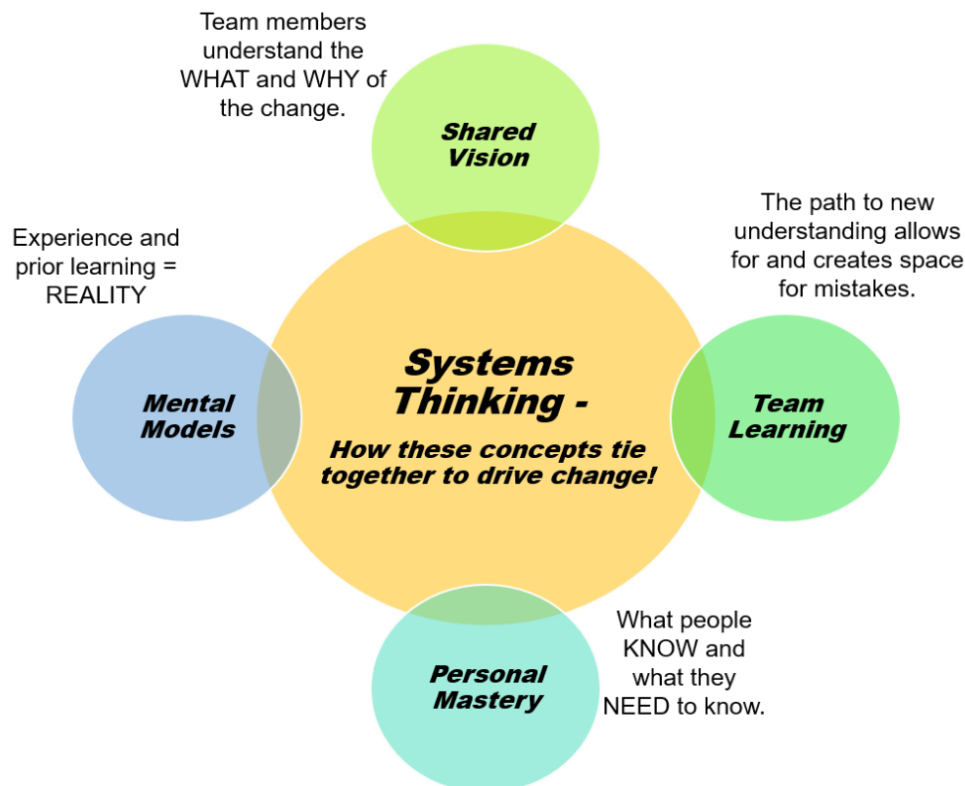 Team members
understand the
WHAT and WHY of
the change.
Shared
Vision
The path to new
understanding allows
for and creates space
for mistakes.
Experience and
prior learning =
REALITY
Mental
Models
Systems
Thinking -
How these concepts tie
together to drive change!
Team
Learning
What people
KNOW and
what they
NEED to know.
Personal
Mastery